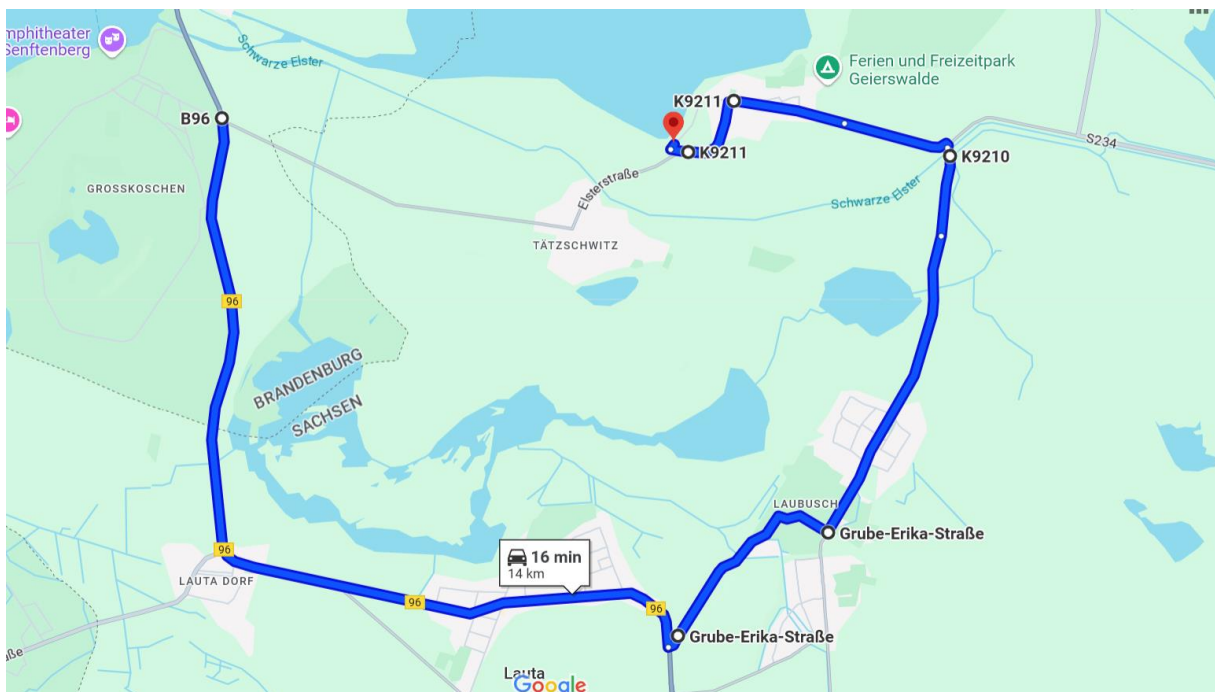 mphitheater
Senftenberg
Schwarze Elster
Ferien und Freizeitpark
Geierswalde
K9211
B96
K9211
K9210
S234
GROSSKOSCHEN
Elsterstraße
Schwarze Elster
TÄTZSCHWITZ
96
BRANDENBURG
SACHSEN
LAUBUSCH
Grube-Erika-Straße
96
16 min
14 km
LAUTA DORF
96
96
Grube-Erika-Straße
aße
Lauta
Google